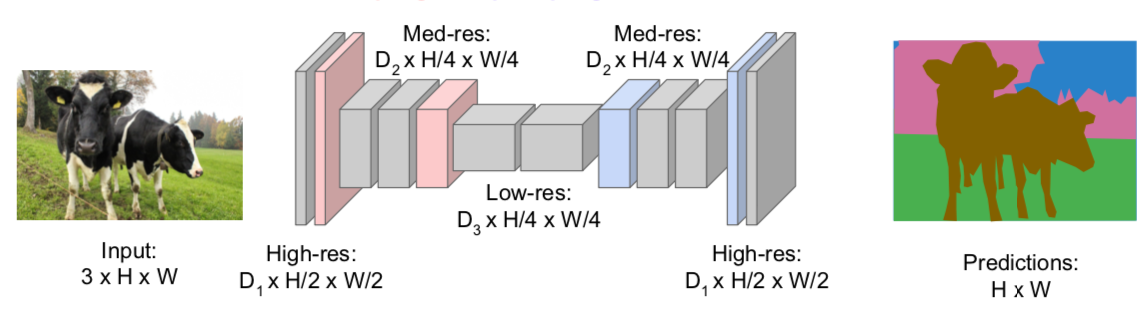 Med-res:
D2 x H/4 x W/4
Med-res:
D2 x H/4 x W/4
Low-res:
D3 x H/4 x W/4
Input:
3 x H x W
High-res:
D1 x H/2 x W/2
High-res:
D1 x H/2 x W/2
Predictions:
H x W